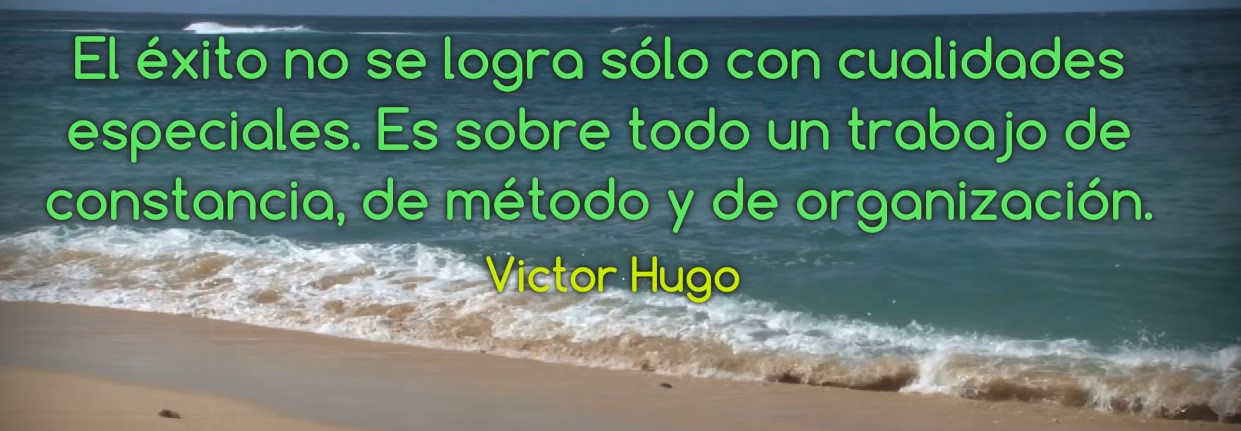 El éxito no se logra sólo con cualidades
especiales. Es sobre todo un trabajo de
constancia, de método y de organización.
Victor Hugo